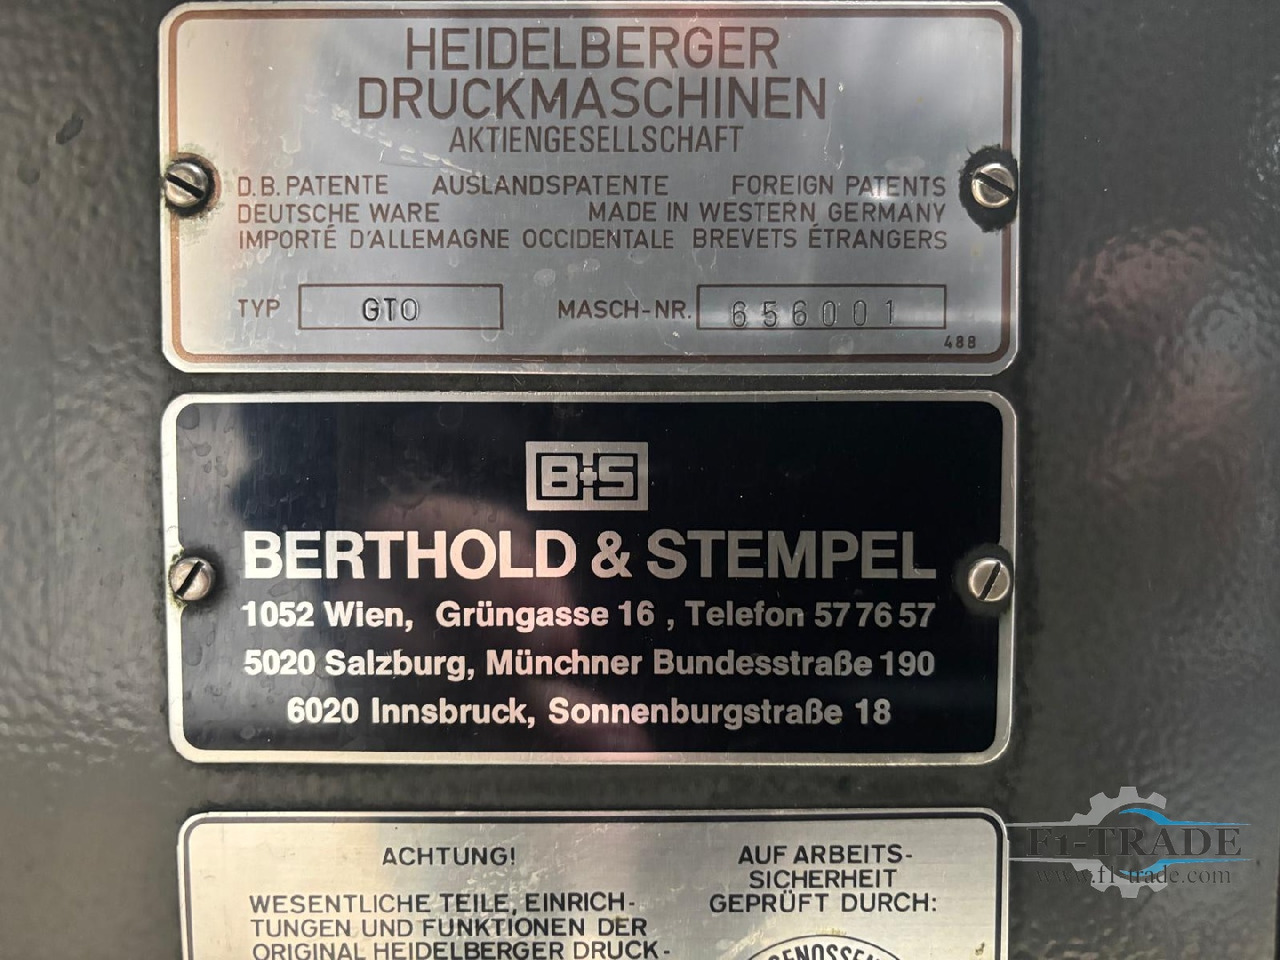 HEIDELBERGER
DRUCKMASCHINEN
AKTIENGESELLSCHAFT
D.B. PATENTE AUSLANDSPATENTE FOREIGN PATENTS
DEUTSCHE WARE MADE IN WESTERN GERMANY
IMPORTÉ D'ALLEMAGNE OCCIDENTALE BREVETS ÉTRANGERS
TYP GTO MASCH-NR. 656001
488
B+S
BERTHOLD & STEMPEL
1052 Wien, Grüngasse 16 , Telefon 57 76 57
5020 Salzburg, Münchner Bundesstraße 190
6020 Innsbruck, Sonnenburgstraße 18
ACHTUNG!
WESENTLICHE TEILE, EINRICH-
TUNGEN UND FUNKTIONEN DER
ORIGINAL HEIDELBERGER DRUCK-
AUF ARBEITS-
SICHERHEIT
GEPRÜFT DURCH:
F1-TRADE
www.f1-trade.com